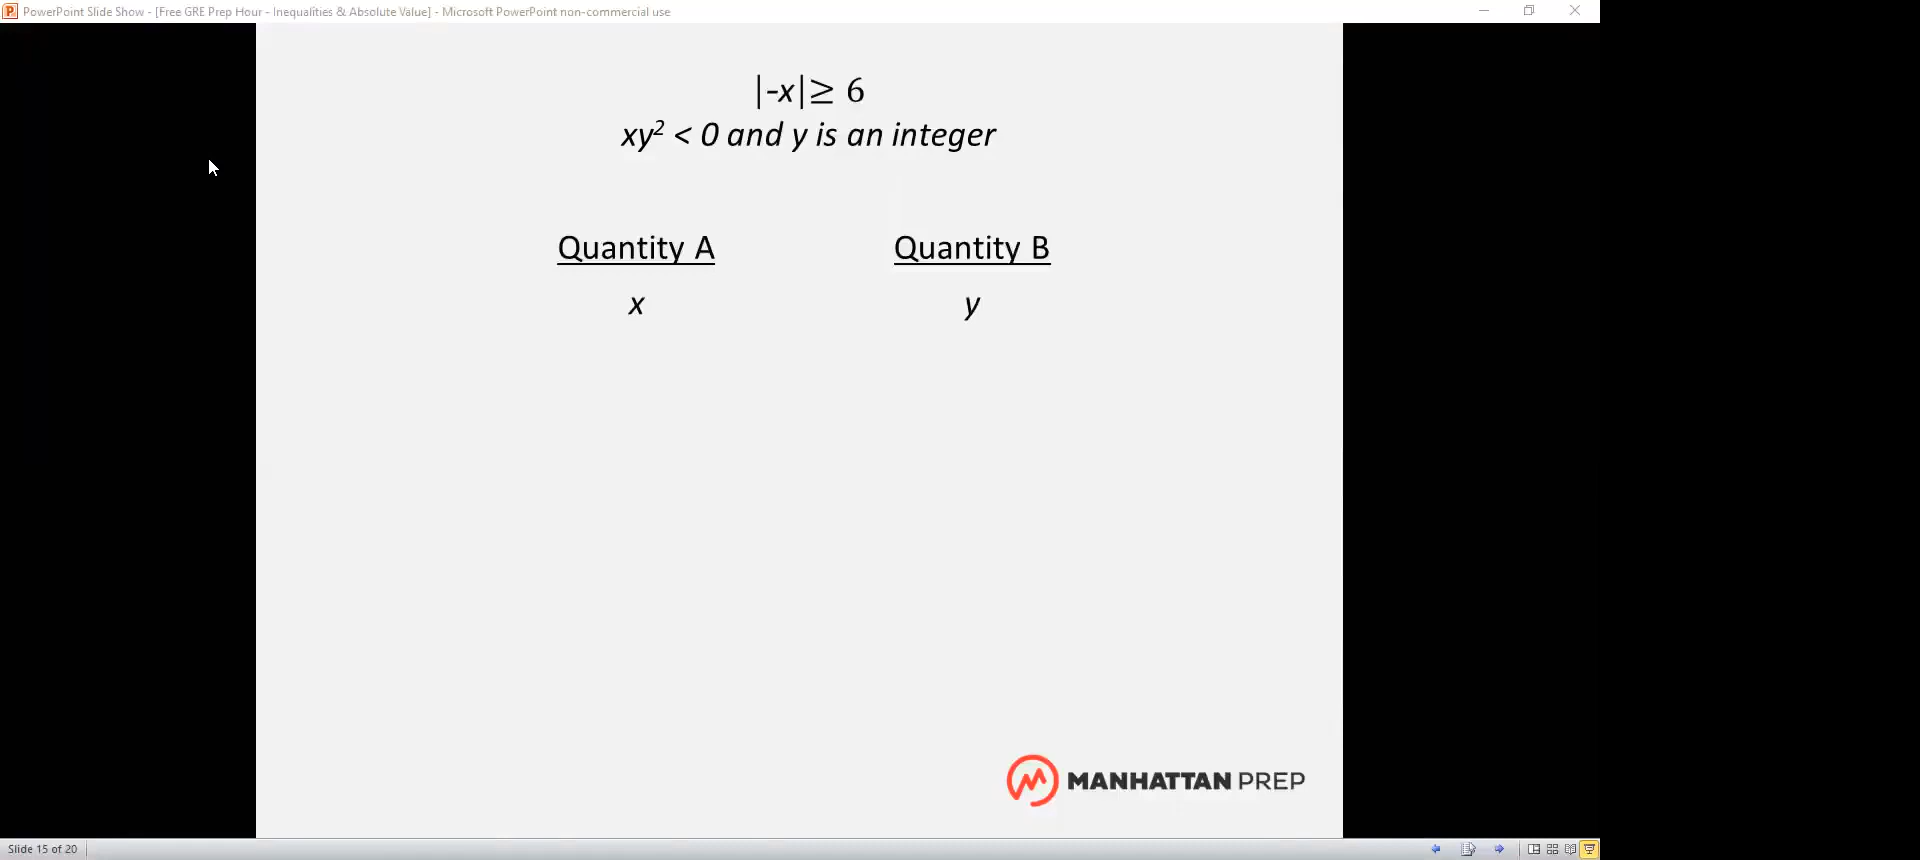 PowerPoint Slide Show - [Free GRE Prep Hour - Inequalities & Absolute Value] - Microsoft PowerPoint non-commercial use
|-x|≥ 6
xy² < 0 and y is an integer
Quantity A Quantity B
x y
MANHATTAN PREP
Slide 15 of 20